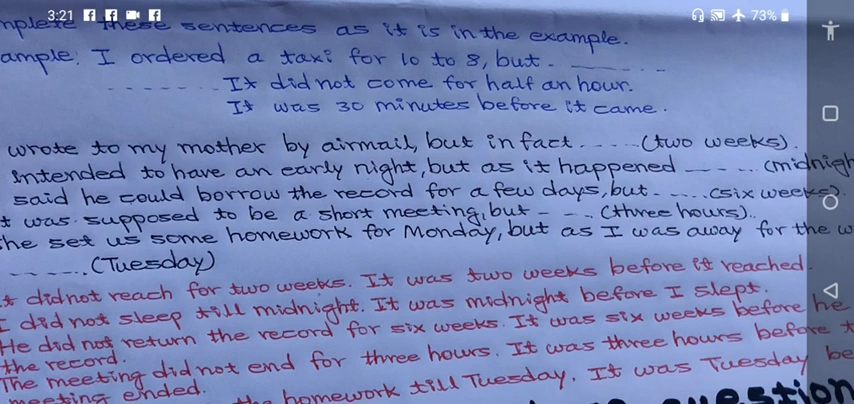 3:21
73%
mplete these sentences as it is in the example.
ample: I ordered a taxi for 10 to 8, but - ........
........ It did not come for half an hour.
It was 30 minutes before it came.
wrote to my mother by airmail, but in fact ..... (two weeks).
intended to have an early night, but as it happened ...... (midnigh
said he could borrow the record for a few days, but ...... (six weeks).
t was supposed to be a short meeting, but ..... (three hours)..
he set us some homework for Monday, but as I was away for the w
...... (Tuesday)
t didnot reach for two weeks. It was two weeks before it reached.
I did not sleep till midnight. It was midnight before I slept.
He did not return the record for six weeks. It was six weeks before he
the record.
The meeting did not end for three hours. It was three hours before t
meeting ended.
the homework till Tuesday. It was Tuesday be
question